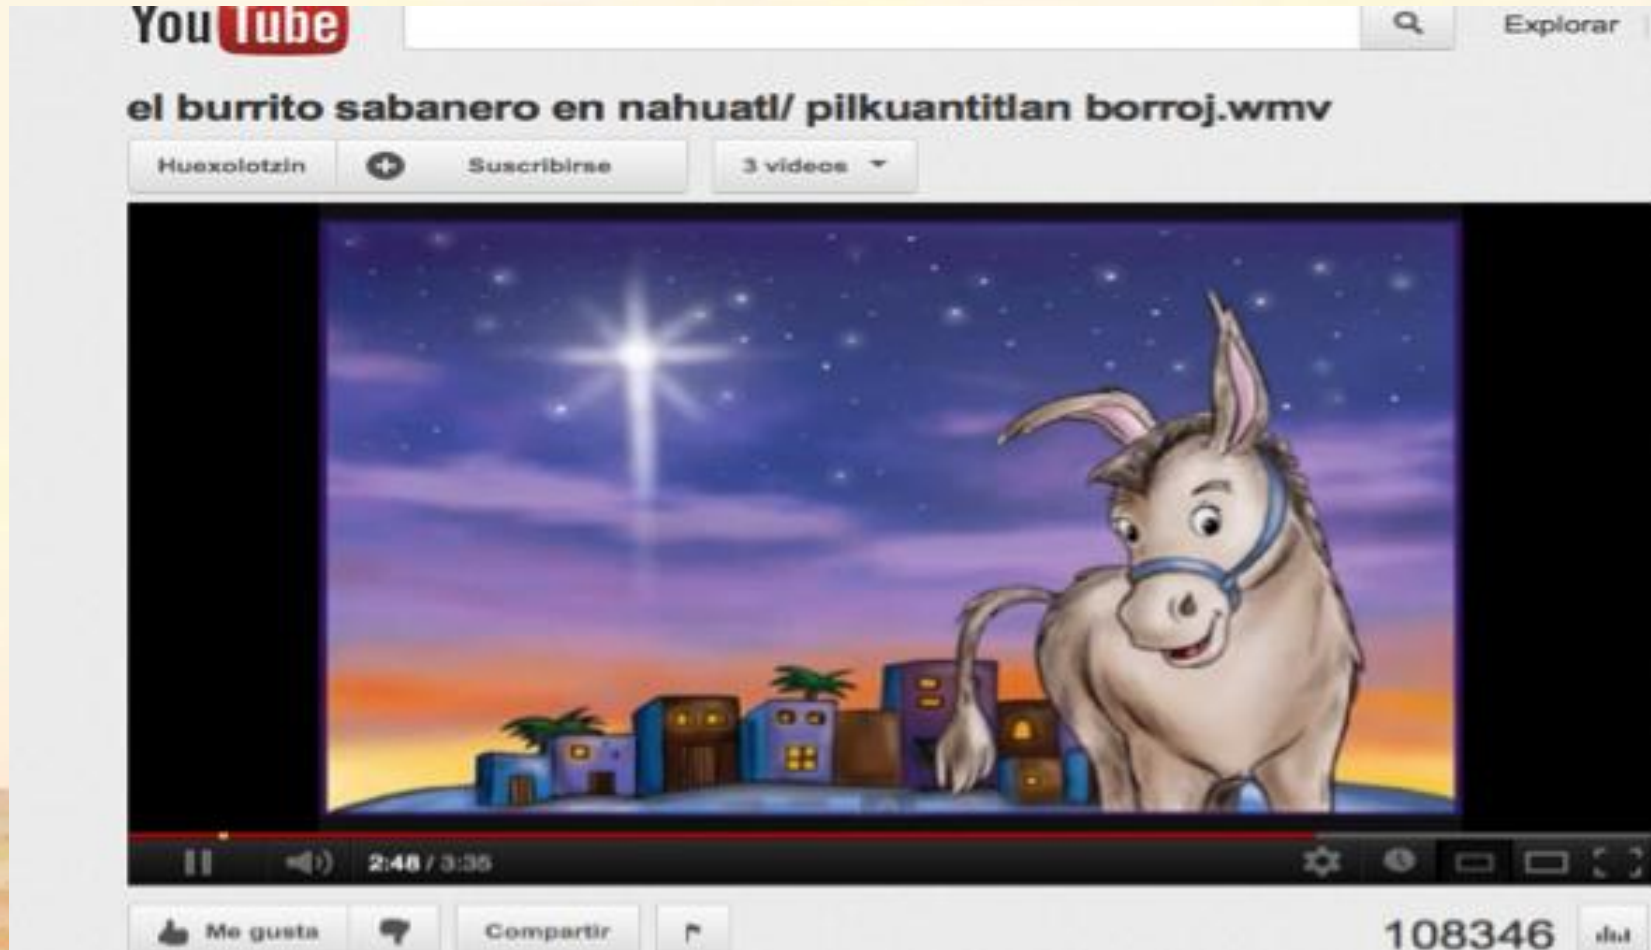 YouTube
Explorar
el burrito sabanero en nahuatl/ pilkuantitlan borroj.wmv
Huexolotzin Suscribirse 3 vídeos
2:48 / 3:35
Me gusta Compartir
108346